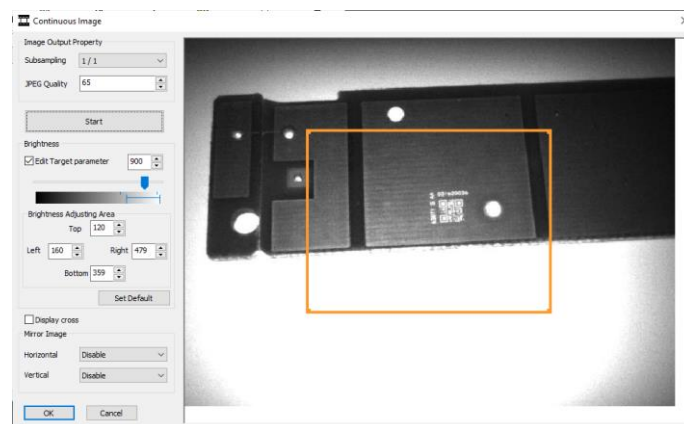 Continuous Image
Image Output Property
Subsampling 1 / 1
JPEG Quality 65
Start
Brightness
Edit Target parameter 900
Brightness Adjusting Area
Top 120
Left 160 Right 479
Bottom 359
Set Default
Display cross
Mirror Image
Horizontal Disable
Vertical Disable
OK Cancel